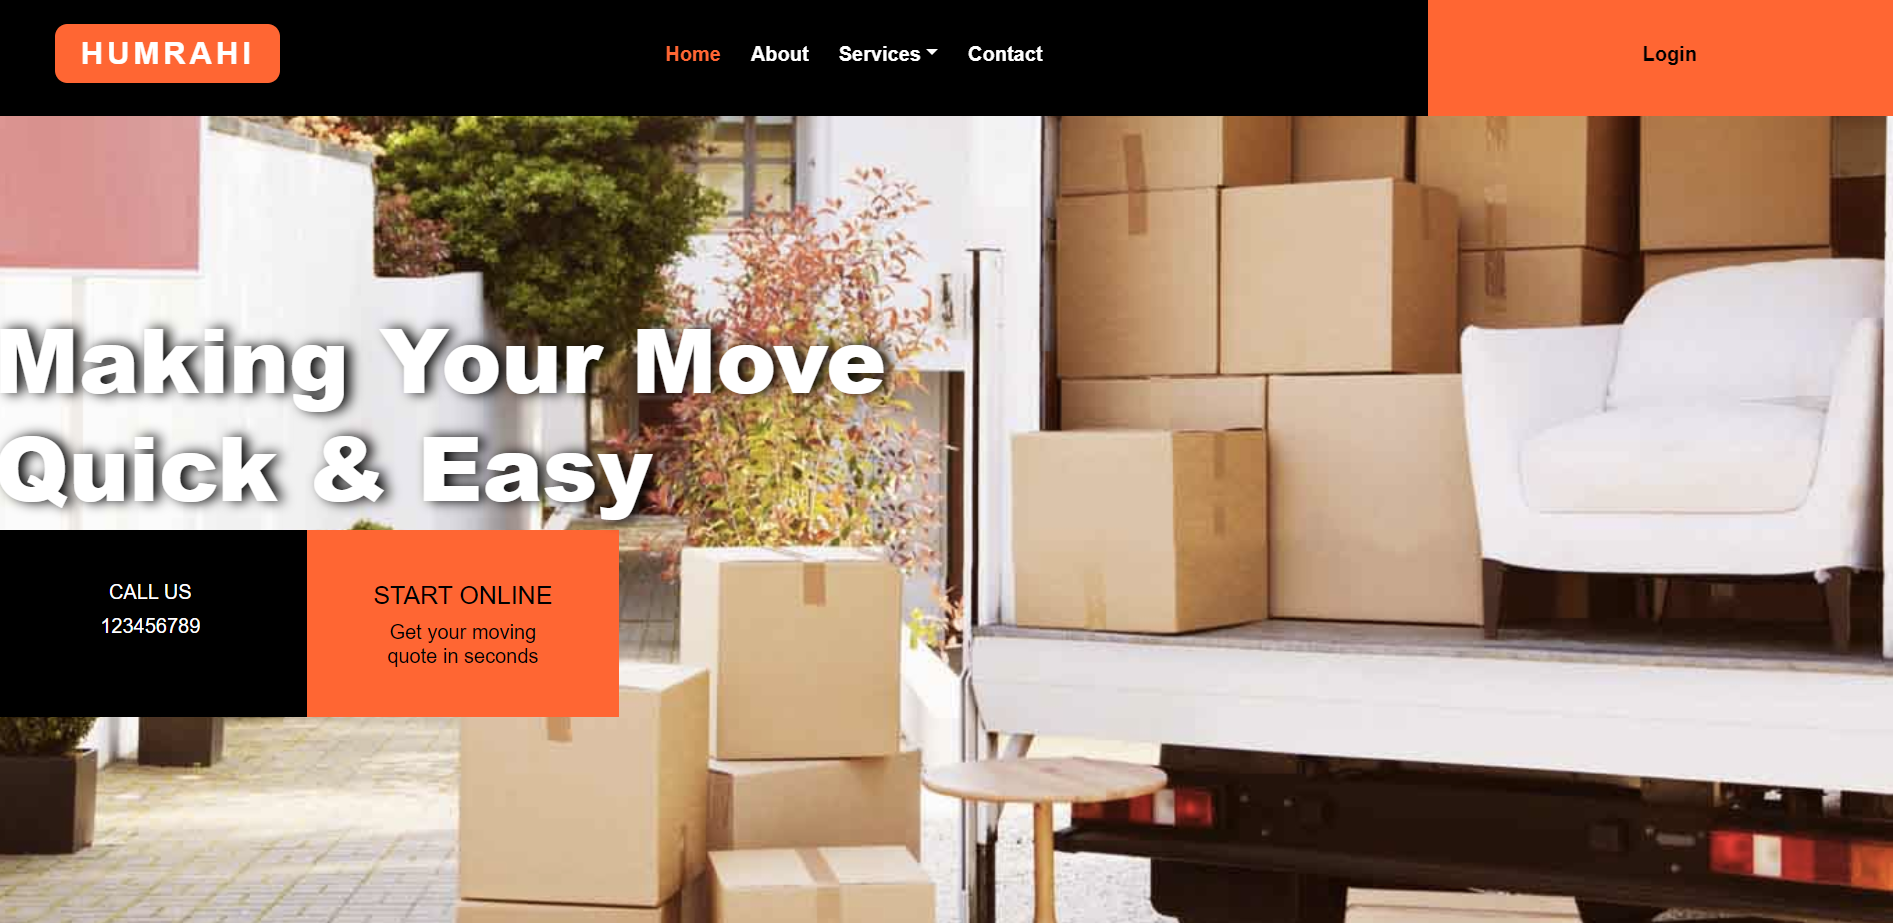 HUMRAHI
Home About Services Contact
Login
Making Your Move
Quick & Easy
CALL US
123456789
START ONLINE
Get your moving
quote in seconds